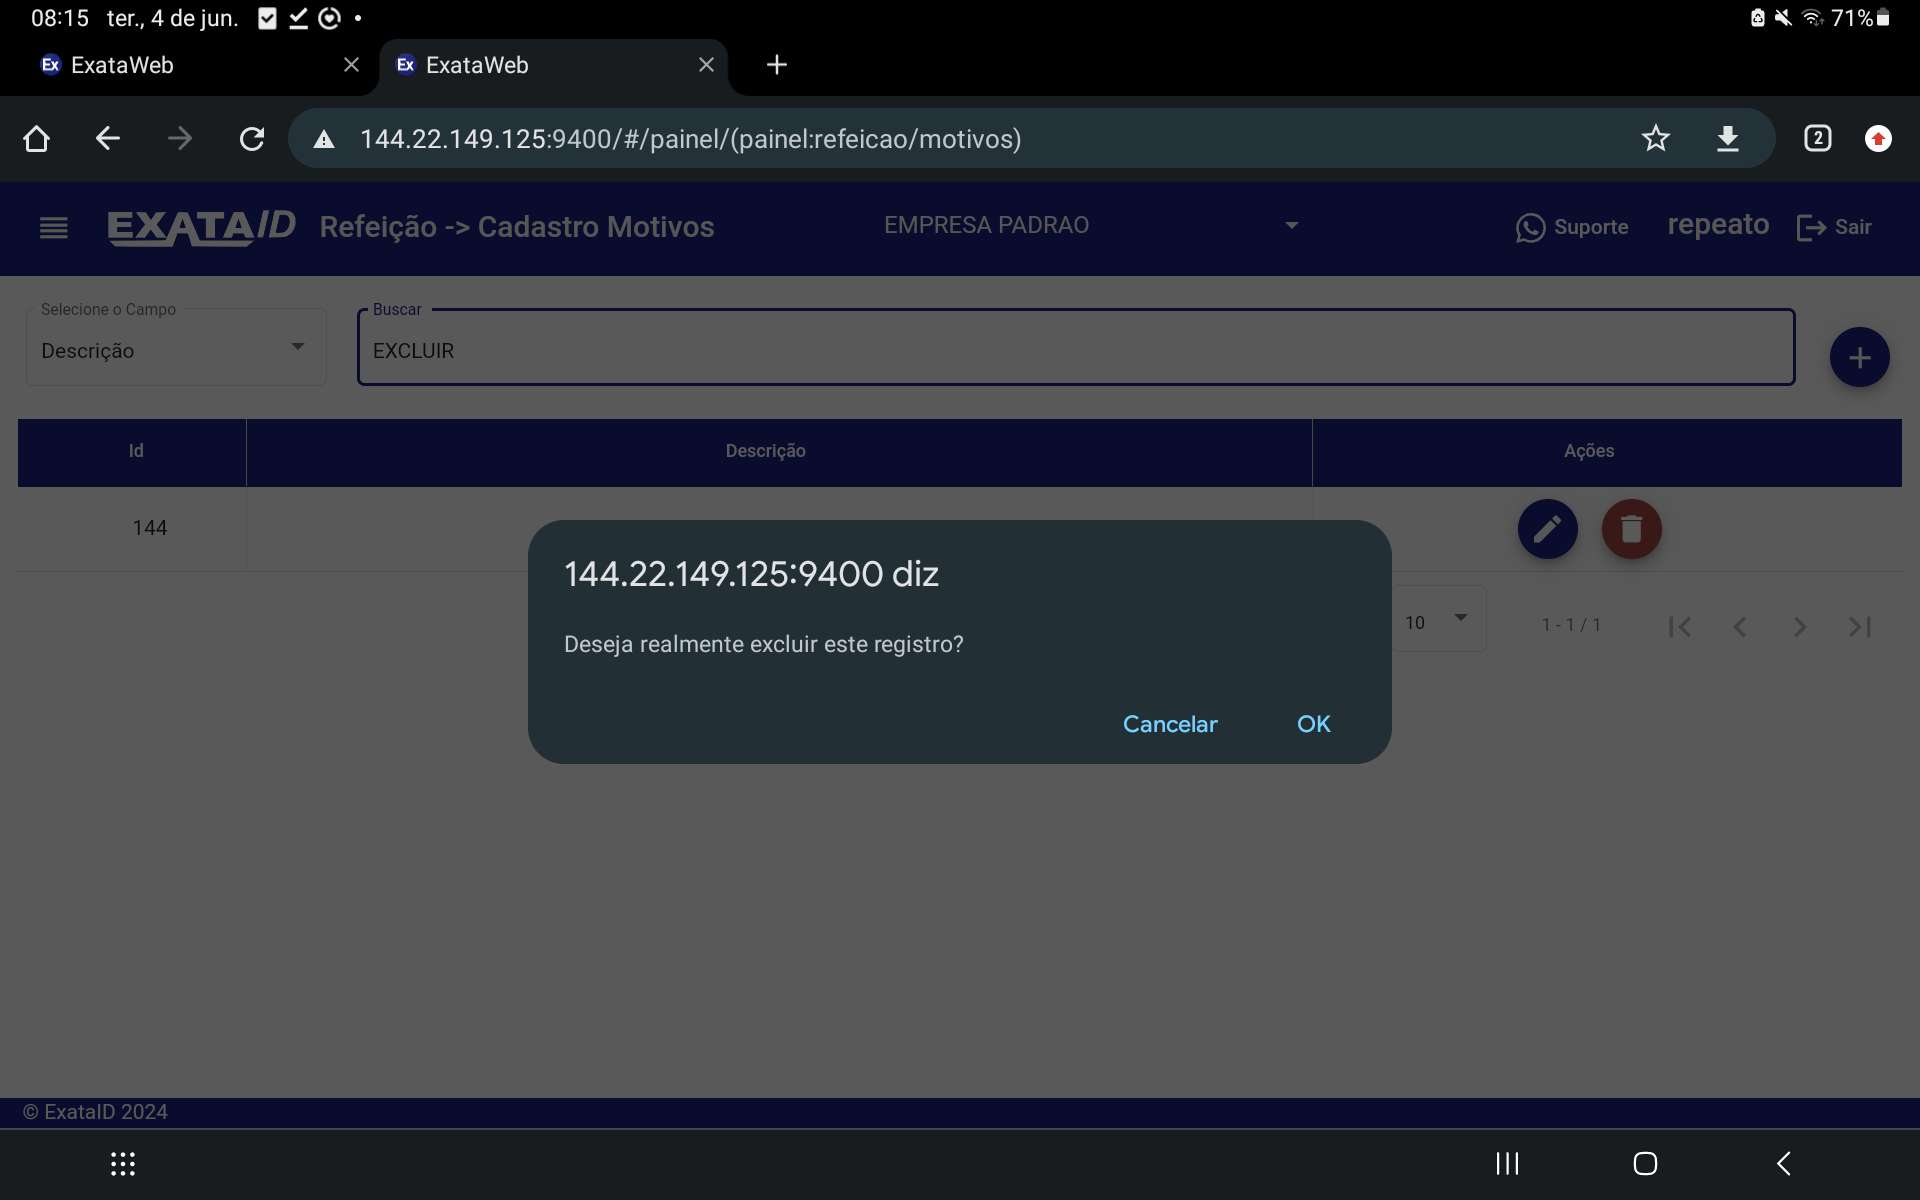 08:15 ter., 4 de jun.
71%
Ex ExataWeb
Ex ExataWeb
144.22.149.125:9400/#/painel/(painel:refeicao/motivos)
2
EXATAID Refeição -> Cadastro Motivos
EMPRESA PADRAO
Suporte
repeato
Sair
Selecione o Campo
Descrição
Buscar
EXCLUIR
Id
Descrição
Ações
144
144.22.149.125:9400 diz
Deseja realmente excluir este registro?
Cancelar
OK
10
1 - 1 / 1
© ExataID 2024